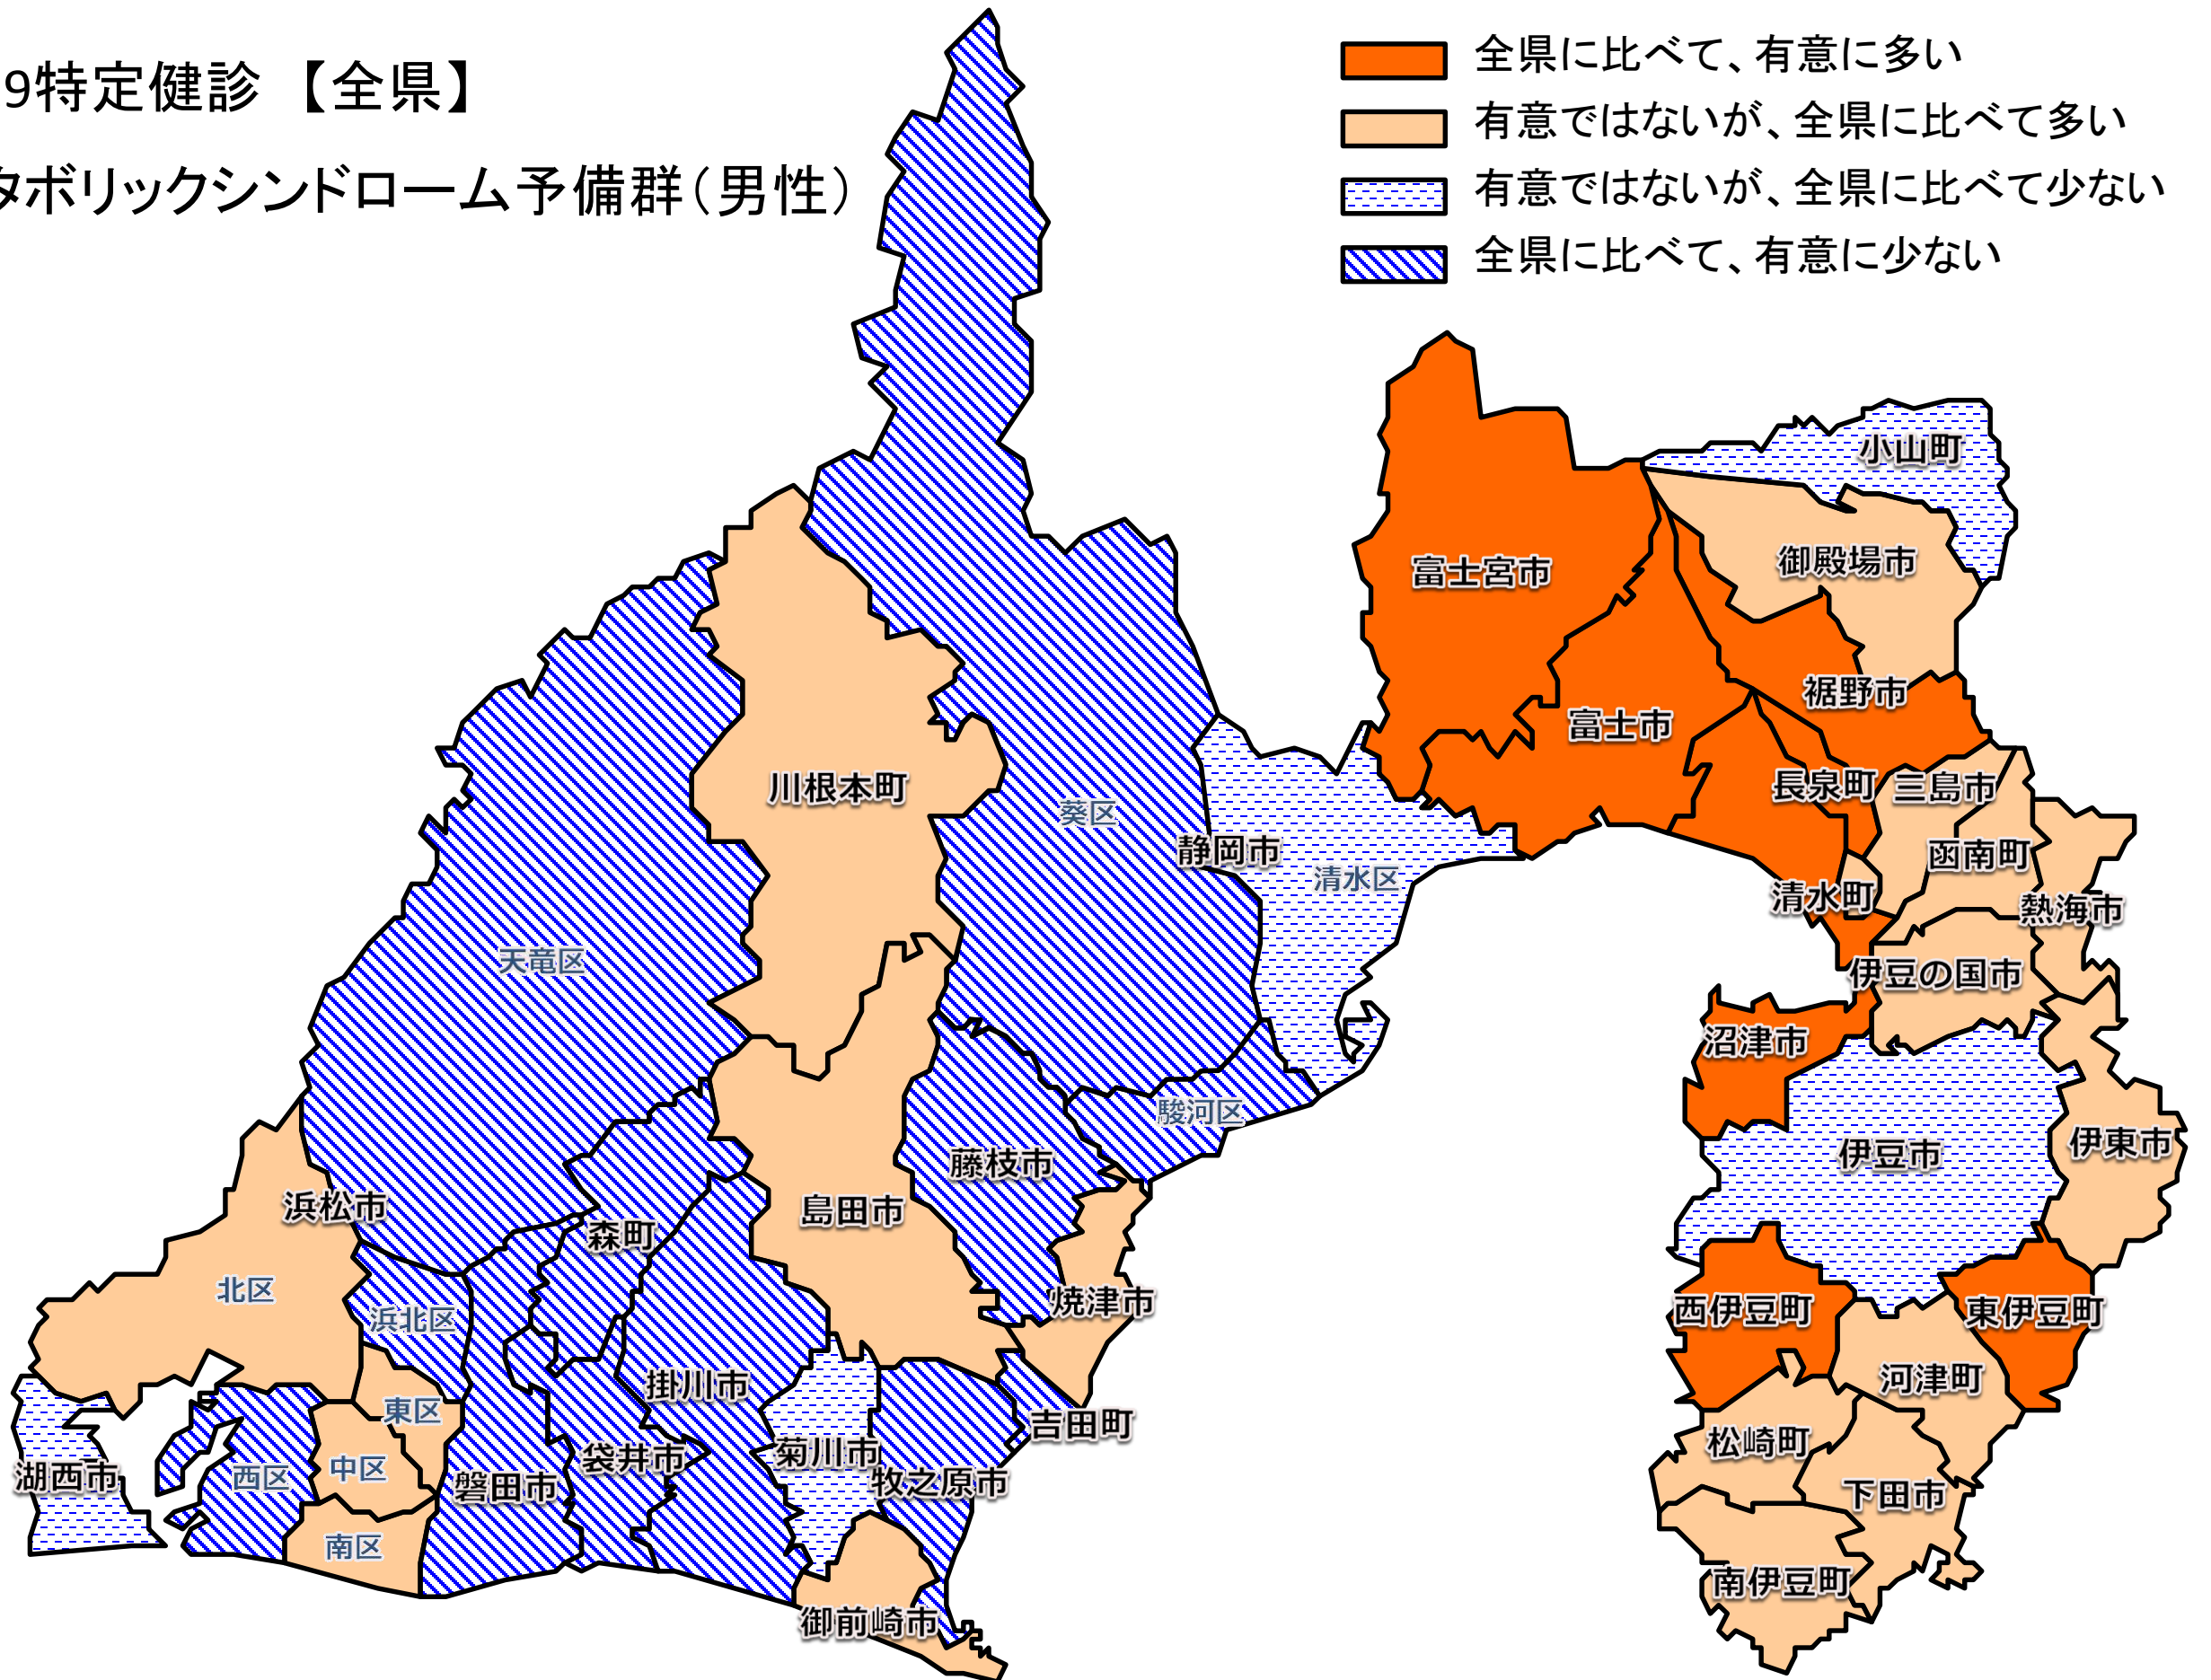 9特定健診 【全県】
タボリックシンドローム予備群(男性)
全県に比べて、有意に多い
有意ではないが、全県に比べて多い
有意ではないが、全県に比べて少ない
全県に比べて、有意に少ない
小山町
御殿場市
富士宮市
裾野市
富士市
長泉町
三島市
川根本町
葵区
静岡市
清水区
函南町
清水町
熱海市
天竜区
伊豆の国市
沼津市
駿河区
伊東市
伊豆市
藤枝市
浜松市
島田市
森町
北区
焼津市
西伊豆町
東伊豆町
浜北区
掛川市
河津町
東区
吉田町
松崎町
菊川市
袋井市
中区
西区
湖西市
牧之原市
磐田市
下田市
南区
南伊豆町
御前崎市